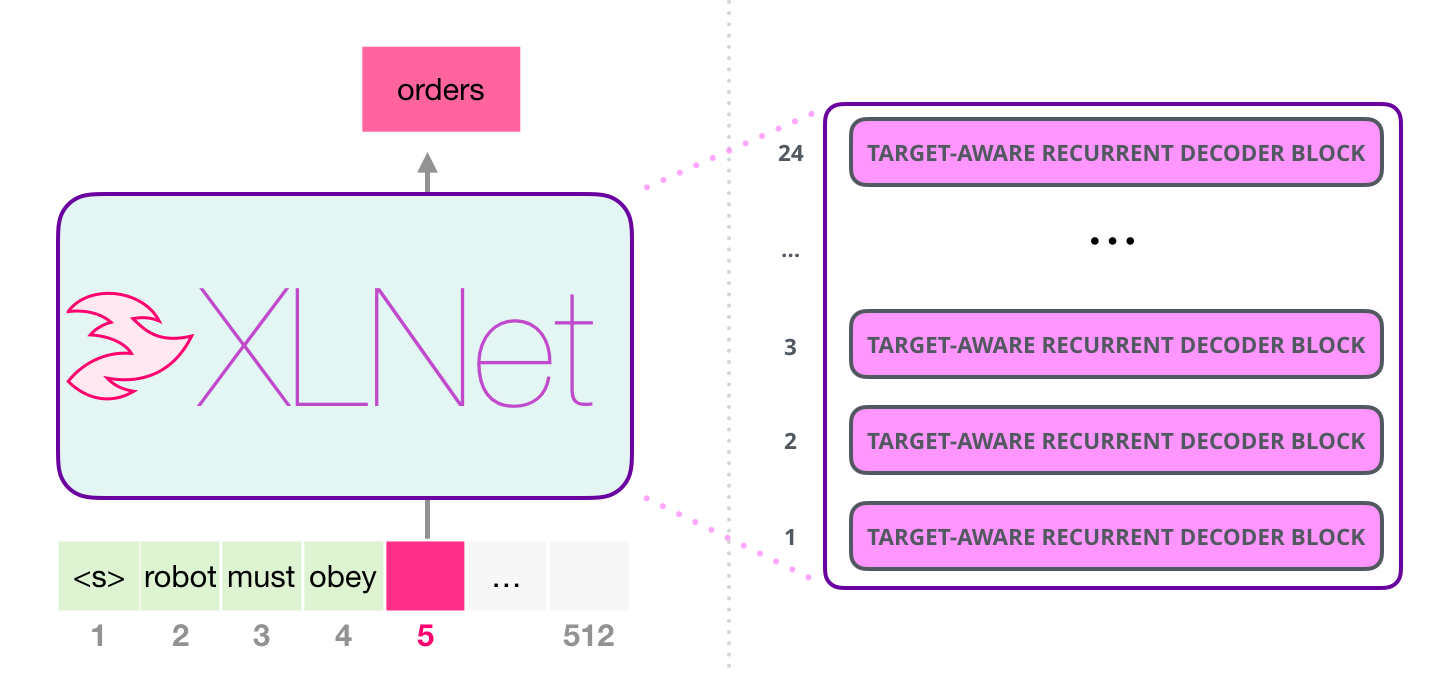 orders
XLNet
<s> robot must obey ...
1 2 3 4 5 512
24 TARGET-AWARE RECURRENT DECODER BLOCK
... ...
3 TARGET-AWARE RECURRENT DECODER BLOCK
2 TARGET-AWARE RECURRENT DECODER BLOCK
1 TARGET-AWARE RECURRENT DECODER BLOCK